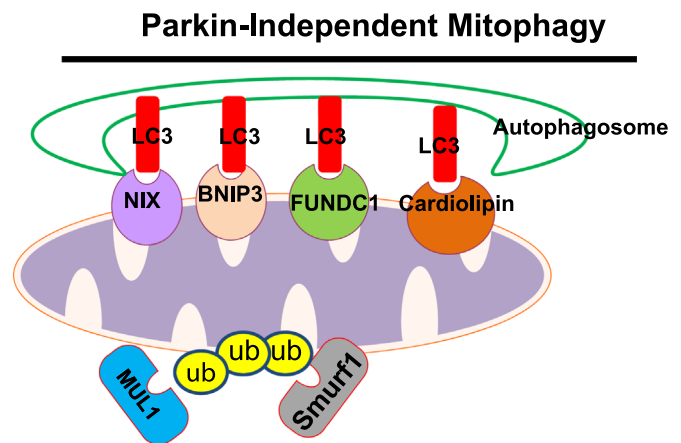 Parkin-Independent Mitophagy
LC3
LC3
LC3
LC3
Autophagosome
NIX
BNIP3
FUNDC1
Cardiolipin
MUL1
ub
ub
ub
Smurf1